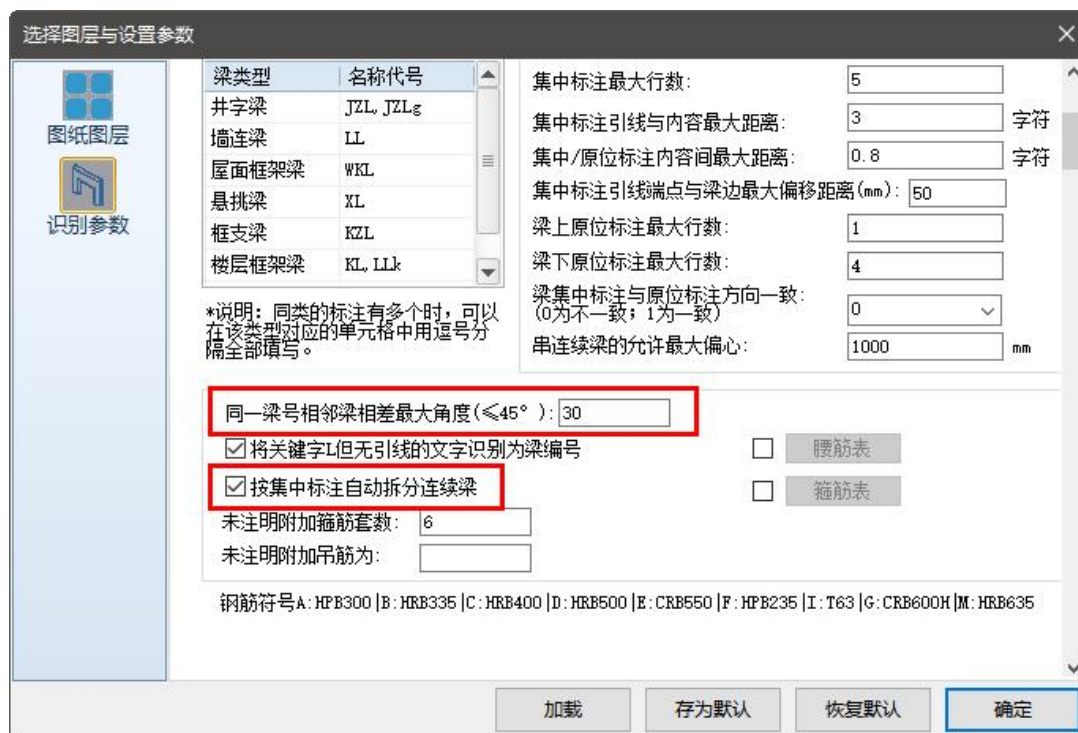 选择图层与设置参数
图纸图层
识别参数
梁类型 名称代号
井字梁 JZL, JZLg
墙连梁 LL
屋面框架梁 WKL
悬挑梁 XL
框支梁 KZL
楼层框架梁 KL, LLk
*说明: 同类的标注有多个时, 可以
在该类型对应的单元格中用逗号分
隔全部填写。
集中标注最大行数: 5
集中标注引线与内容最大距离: 3 字符
集中/原位标注内容间最大距离: 0.8 字符
集中标注引线端点与梁边最大偏移距离(mm): 50
梁上原位标注最大行数: 1
梁下原位标注最大行数: 4
梁集中标注与原位标注方向一致:
(0为不一致; 1为一致) 0
串连续梁的允许最大偏心: 1000 mm
同一梁号相邻梁相差最大角度(≤45°): 30
将关键字L但无引线的文字识别为梁编号
腰筋表
按集中标注自动拆分连续梁
箍筋表
未注明附加箍筋套数: 6
未注明附加吊筋为:
钢筋符号A:HPB300|B:HRB335|C:HRB400|D:HRB500|E:CRB550|F:HPB235|I:T63|G:CRB600H|M:HRB635
加载 存为默认 恢复默认 确定